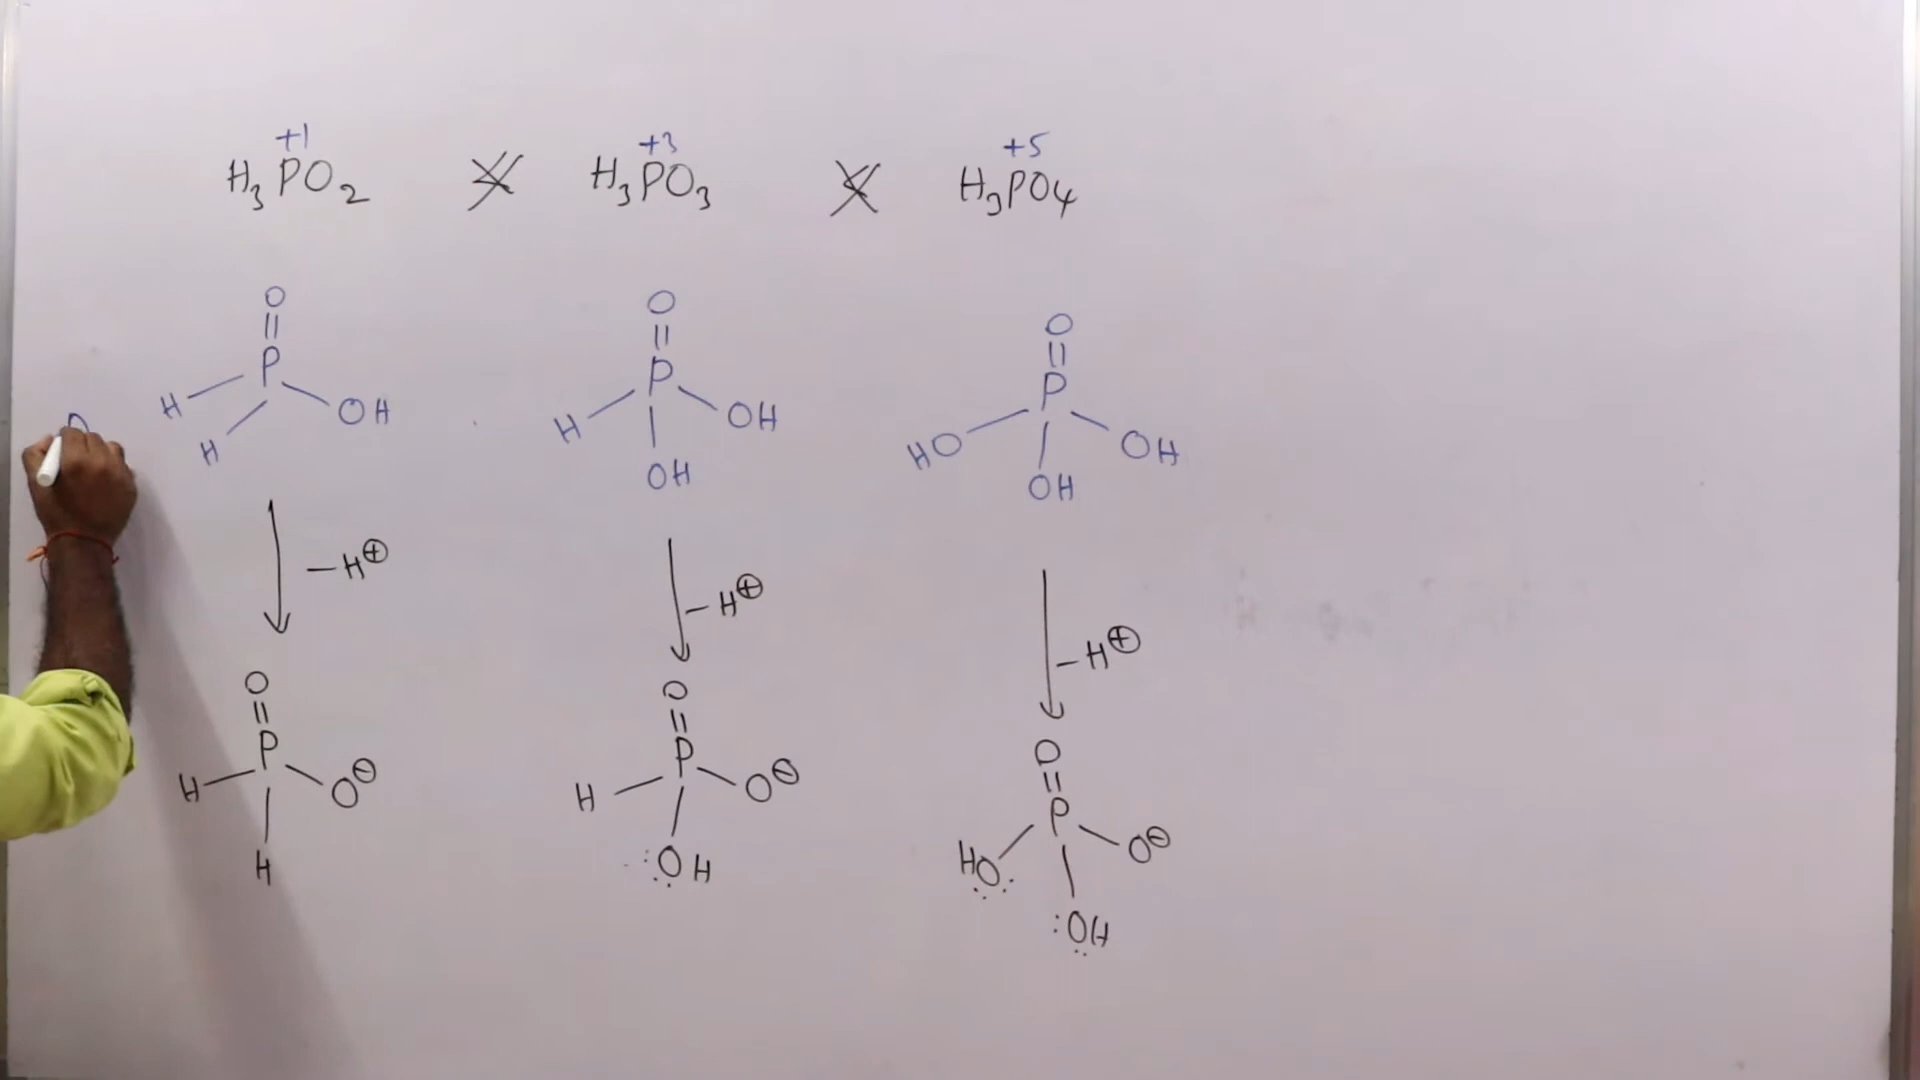 +1 +3 +5
H₃PO₂ H₃PO₃ H₃PO₄
O O O
P P P
H H OH H OH OH HO OH OH
-H⊕ -H⊕ -H⊕
O O O
P P P
H O⊖ H O⊖ HO O⊖
H OH OH